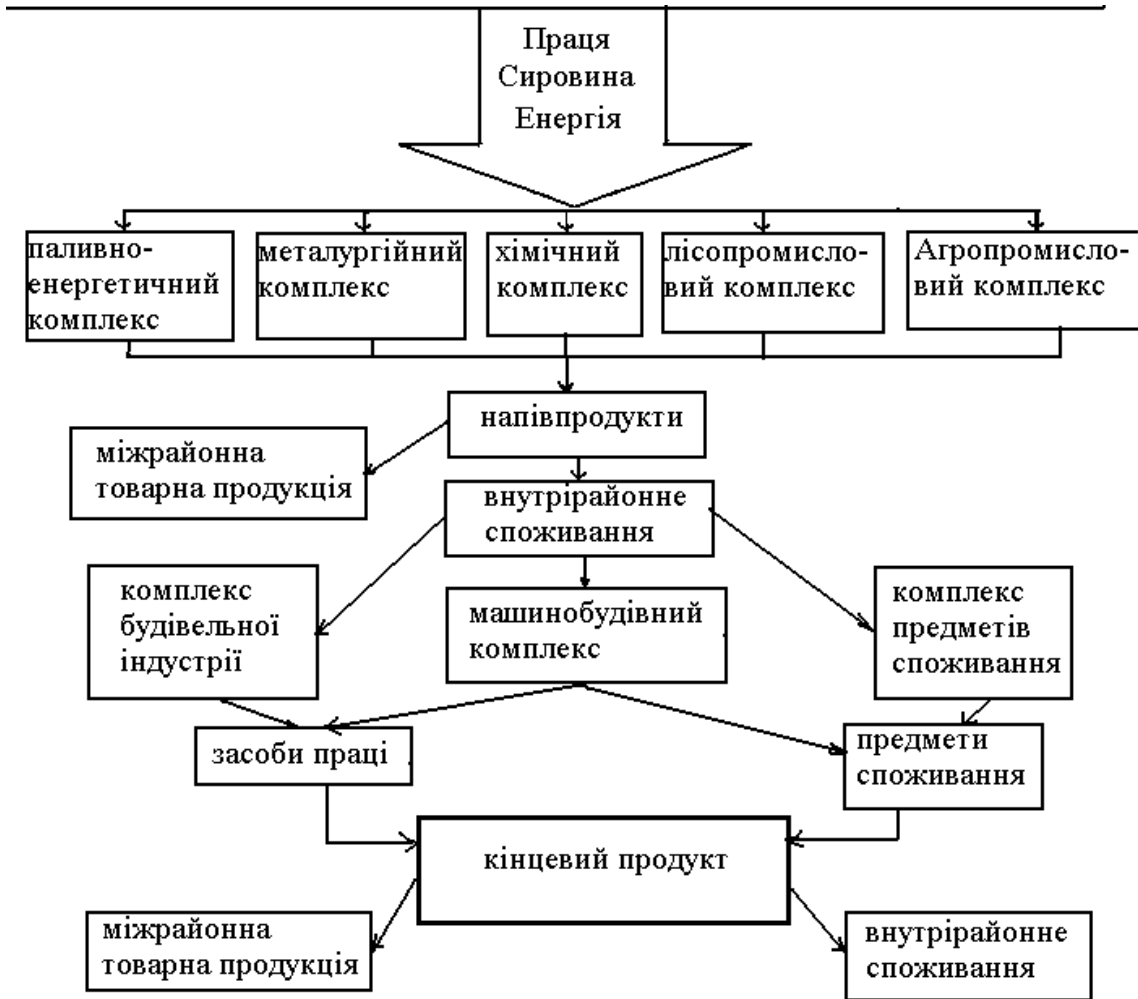 Праця
Сировина
Енергія
паливно-
енергетичний
комплекс
металургійний
комплекс
хімічний
комплекс
лісопромисло-
вий комплекс
Агропромисло-
вий комплекс
напівпродукти
міжрайонна
товарна продукція
внутрірайонне
споживання
комплекс
будівельної
індустрії
машинобудівний
комплекс
комплекс
предметів
споживання
засоби праці
предмети
споживання
кінцевий продукт
міжрайонна
товарна продукція
внутрірайонне
споживання